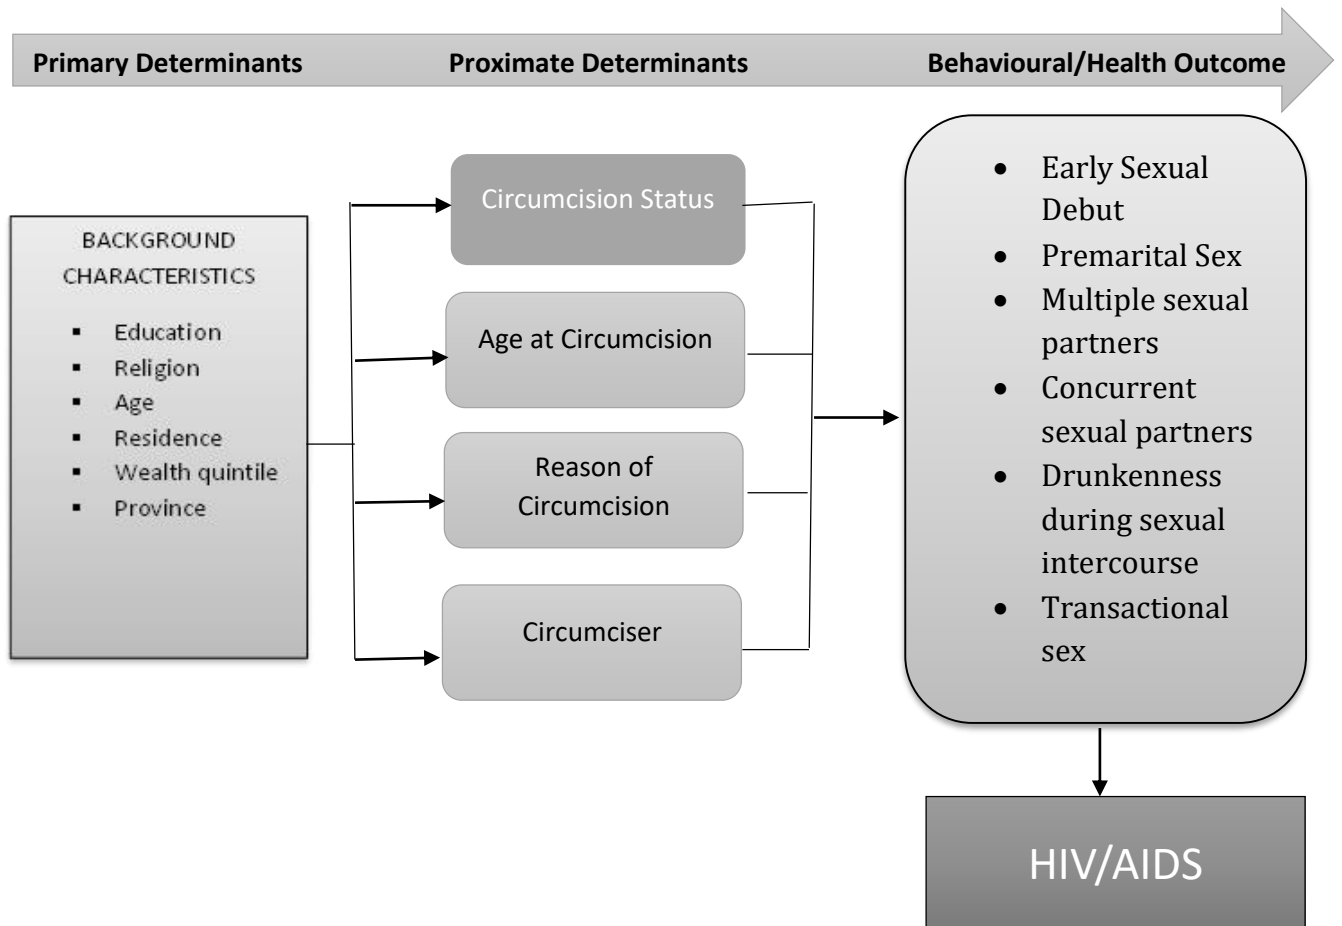 Primary Determinants
Proximate Determinants
Behavioural/Health Outcome
BACKGROUND
CHARACTERISTICS
▪ Education
▪ Religion
▪ Age
▪ Residence
▪ Wealth quintile
▪ Province
Circumcision Status
Age at Circumcision
Reason of
Circumcision
Circumciser
• Early Sexual
Debut
• Premarital Sex
• Multiple sexual
partners
• Concurrent
sexual partners
• Drunkenness
during sexual
intercourse
• Transactional
sex
HIV/AIDS